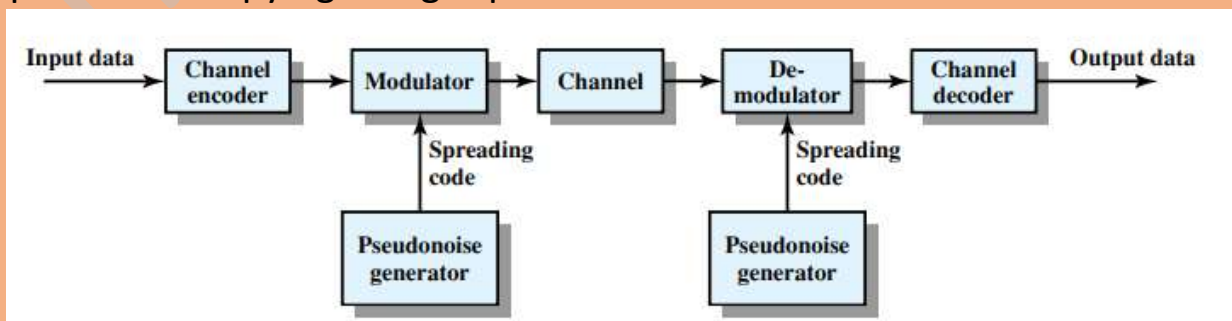 Input data
Channel
encoder
Modulator
Channel
De-
modulator
Channel
decoder
Output data
Spreading
code
Spreading
code
Pseudonoise
generator
Pseudonoise
generator